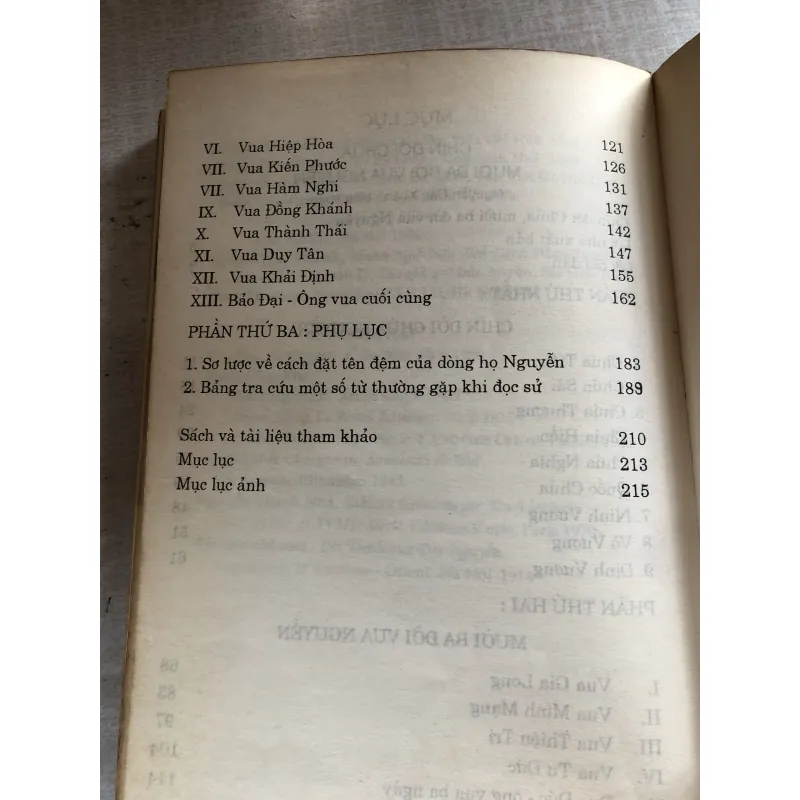 VI. Vua Hiệp Hòa 121
VII. Vua Kiến Phước 126
VII. Vua Hàm Nghi 131
IX. Vua Đồng Khánh 137
X. Vua Thành Thái 142
XI. Vua Duy Tân 147
XII. Vua Khải Định 155
XIII. Bảo Đại - Ông vua cuối cùng 162
PHẦN THỨ BA : PHỤ LỤC
1. Sơ lược về cách đặt tên đệm của dòng họ Nguyễn 183
2. Bảng tra cứu một số từ thường gặp khi đọc sử 189
Sách và tài liệu tham khảo 210
Mục lục 213
Mục lục ảnh 215